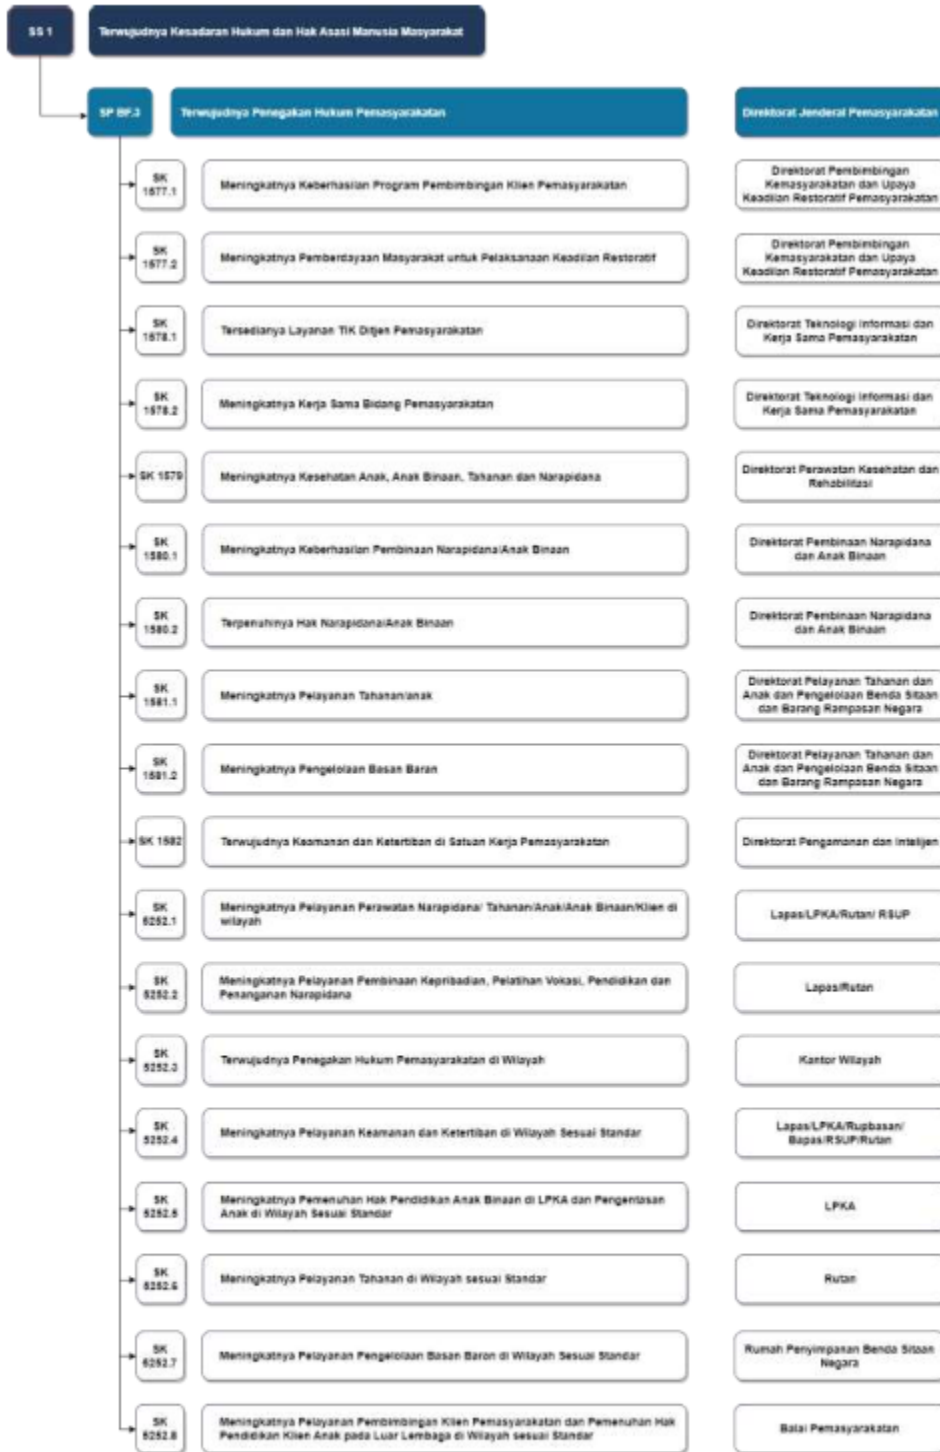 SS 1
Terwujudnya Kesadaran Hukum dan Hak Asasi Manusia Masyarakat
SP BF.3
Terwujudnya Penegakan Hukum Pemasyarakatan
Direktorat Jenderal Pemasyarakatan
SK
1577.1
Meningkatnya Keberhasilan Program Pembimbingan Klien Pemasyarakatan
Direktorat Pembimbingan
Kemasyarakatan dan Upaya
Keadilan Restoratif Pemasyarakatan
SK
1577.2
Meningkatnya Pemberdayaan Masyarakat untuk Pelaksanaan Keadilan Restoratif
Direktorat Pembimbingan
Kemasyarakatan dan Upaya
Keadilan Restoratif Pemasyarakatan
SK
1578.1
Tersedianya Layanan TIK Ditjen Pemasyarakatan
Direktorat Teknologi Informasi dan
Kerja Sama Pemasyarakatan
SK
1578.2
Meningkatnya Kerja Sama Bidang Pemasyarakatan
Direktorat Teknologi Informasi dan
Kerja Sama Pemasyarakatan
SK 1579
Meningkatnya Kesehatan Anak, Anak Binaan, Tahanan dan Narapidana
Direktorat Perawatan Kesehatan dan
Rehabilitasi
SK
1580.1
Meningkatnya Keberhasilan Pembinaan Narapidana/Anak Binaan
Direktorat Pembinaan Narapidana
dan Anak Binaan
SK
1580.2
Terpenuhinya Hak Narapidana/Anak Binaan
Direktorat Pembinaan Narapidana
dan Anak Binaan
SK
1581.1
Meningkatnya Pelayanan Tahanan/anak
Direktorat Pelayanan Tahanan dan
Anak dan Pengelolaan Benda Sitaan
dan Barang Rampasan Negara
SK
1581.2
Meningkatnya Pengelolaan Basan Baran
Direktorat Pelayanan Tahanan dan
Anak dan Pengelolaan Benda Sitaan
dan Barang Rampasan Negara
SK 1582
Terwujudnya Keamanan dan Ketertiban di Satuan Kerja Pemasyarakatan
Direktorat Pengamanan dan Intelijen
SK
5252.1
Meningkatnya Pelayanan Perawatan Narapidana/ Tahanan/Anak/Anak Binaan/Klien di
wilayah
Lapas/LPKA/Rutan/ RSUP
SK
5252.2
Meningkatnya Pelayanan Pembinaan Kepribadian, Pelatihan Vokasi, Pendidikan dan
Penanganan Narapidana
Lapas/Rutan
SK
5252.3
Terwujudnya Penegakan Hukum Pemasyarakatan di Wilayah
Kantor Wilayah
SK
5252.4
Meningkatnya Pelayanan Keamanan dan Ketertiban di Wilayah Sesuai Standar
Lapas/LPKA/Rupbasan/
Bapas/RSUP/Rutan
SK
5252.5
Meningkatnya Pemenuhan Hak Pendidikan Anak Binaan di LPKA dan Pengentasan
Anak di Wilayah Sesuai Standar
LPKA
SK
5252.6
Meningkatnya Pelayanan Tahanan di Wilayah sesuai Standar
Rutan
SK
5252.7
Meningkatnya Pelayanan Pengelolaan Basan Baran di Wilayah Sesuai Standar
Rumah Penyimpanan Benda Sitaan
Negara
SK
5252.8
Meningkatnya Pelayanan Pembimbingan Klien Pemasyarakatan dan Pemenuhan Hak
Pendidikan Klien Anak pada Luar Lembaga di Wilayah sesuai Standar
Balai Pemasyarakatan